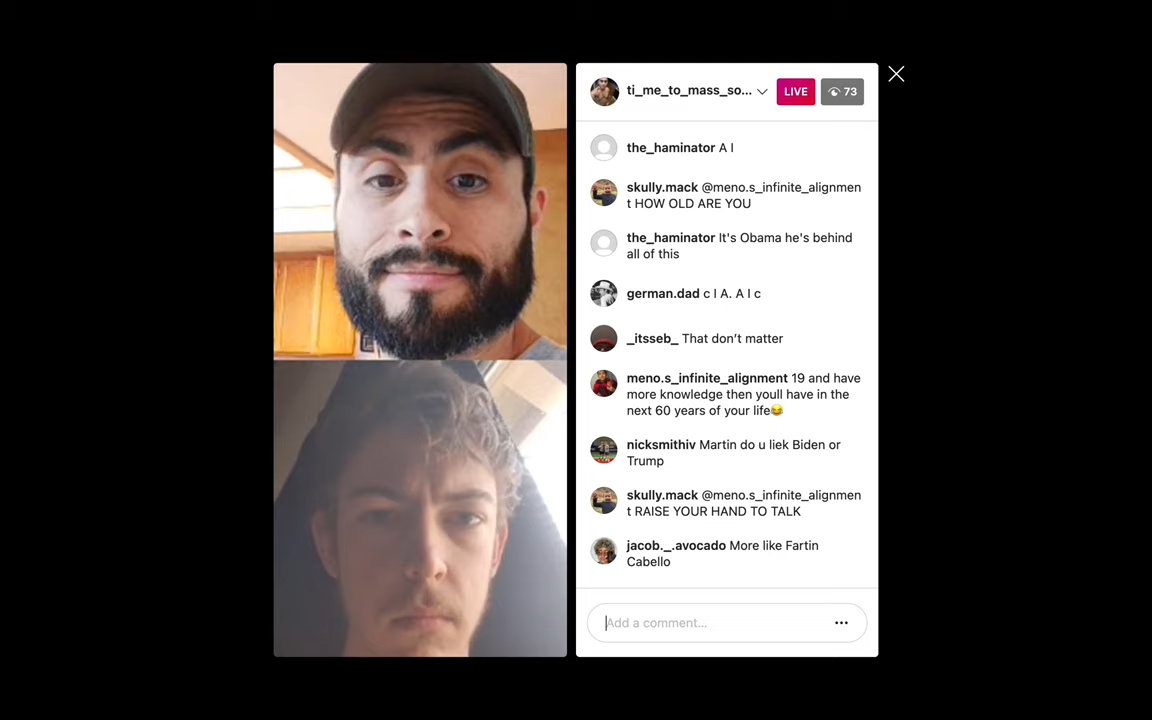 ti_me_to_mass_so...
LIVE
73
the_haminator A I
skully.mack @meno.s_infinite_alignmen
t HOW OLD ARE YOU
the_haminator It's Obama he's behind
all of this
german.dad c I A. A I c
_itsseb_ That don’t matter
meno.s_infinite_alignment 19 and have
more knowledge then youll have in the
next 60 years of your life😂
nicksmithiv Martin do u liek Biden or
Trump
skully.mack @meno.s_infinite_alignmen
t RAISE YOUR HAND TO TALK
jacob._.avocado More like Fartin
Cabello
Add a comment...